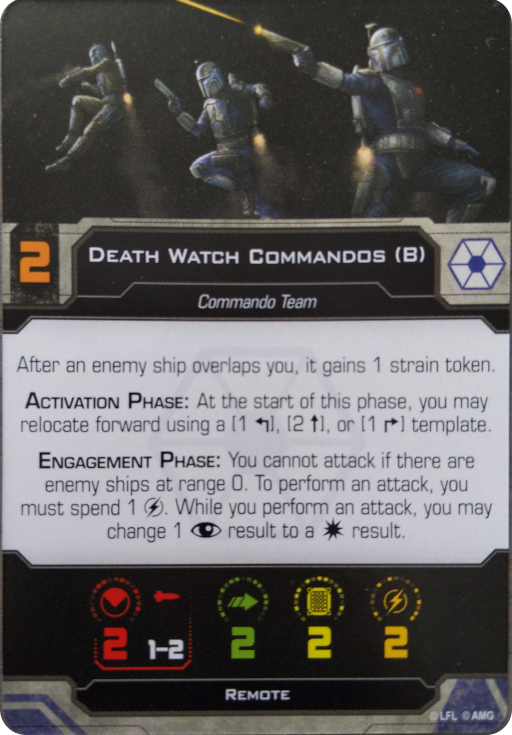 2
Death Watch Commandos (B)
Commando Team
After an enemy ship overlaps you, it gains 1 strain token.
Activation Phase: At the start of this phase, you may
relocate forward using a [1 ↰], [2 ⬆], or [1 ↱] template.
Engagement Phase: You cannot attack if there are
enemy ships at range 0. To perform an attack, you
must spend 1 . While you perform an attack, you may
change 1 result to a result.
2 1–2 2 2 2
Remote
© LFL © AMG